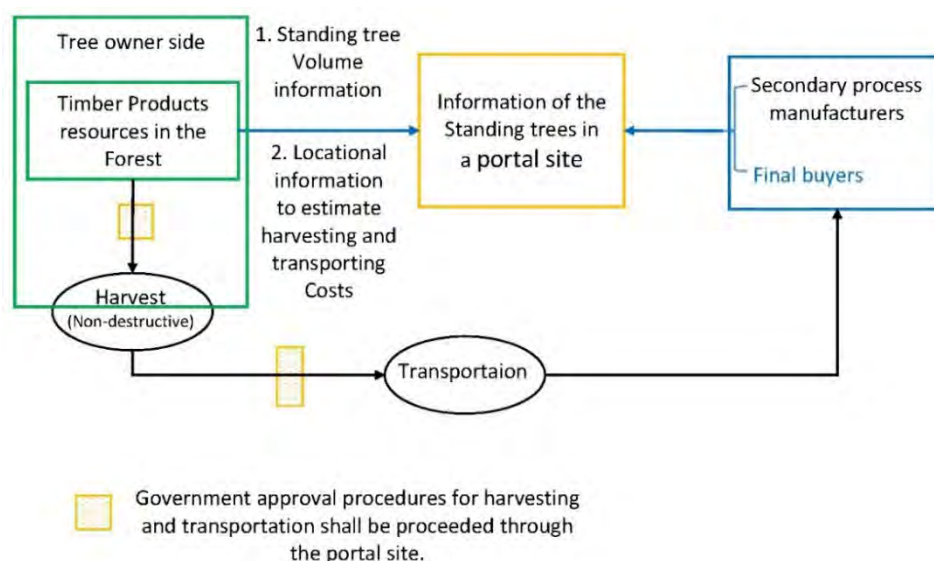 Tree owner side
Timber Products
resources in the
Forest
1. Standing tree
Volume
information
2. Locational
information
to estimate
harvesting and
transporting
Costs
Information of the
Standing trees in
a portal site
Secondary process
manufacturers
Final buyers
Harvest
(Non-destructive)
Transportaion
Government approval procedures for harvesting
and transportation shall be proceeded through
the portal site.